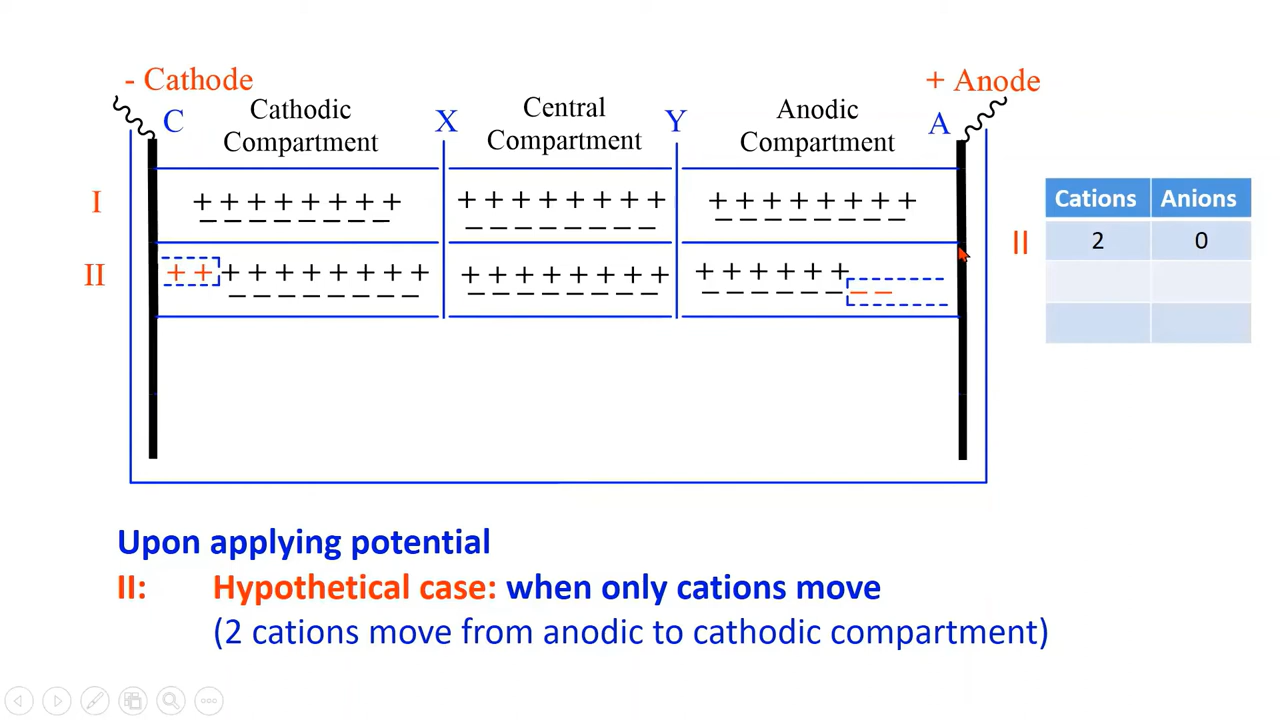 - Cathode
+ Anode
C
Cathodic
Compartment
X
Central
Compartment
Y
Anodic
Compartment
A
I
+ + + + + + + +
− − − − − − − −
+ + + + + + + +
− − − − − − − −
+ + + + + + + +
− − − − − − − −
II
+ + + + + + + + + +
− − − − − − − −
+ + + + + + + +
− − − − − − − −
+ + + + + +
− − − − − − − −
Cations Anions
II 2 0
Upon applying potential
II: Hypothetical case: when only cations move
(2 cations move from anodic to cathodic compartment)